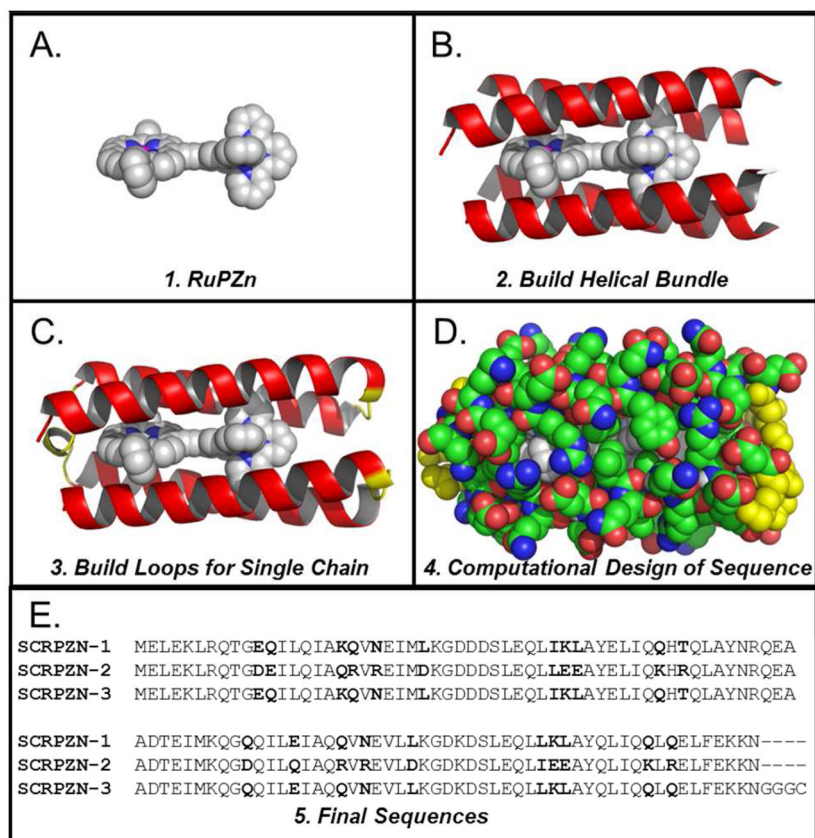 A.
B.
1. RuPZn
2. Build Helical Bundle
C.
D.
3. Build Loops for Single Chain
4. Computational Design of Sequence
E.
SCRPZN-1 MELEKLRQTGEQILQIAKQVNEIMLKGDDDSLEQLIKLAYELIQQHTQLAYNRQEA
SCRPZN-2 MELEKLRQTGDEILQIAQRVREIMDKGDDDSLEQLLEEAYELIQKHRQLAYNRQEA
SCRPZN-3 MELEKLRQTGEQILQIAKQVNEIMLKGDDDSLEQLIKLAYELIQQHTQLAYNRQEA
SCRPZN-1 ADTEIMKQGQQILEIAQQVNEVLLKGDKDSLEQLLKLAYQLIQQLQELFEKKN----
SCRPZN-2 ADTEIMKQGDQILQIAQRVREVLDKGDKDSLEQLIEEAYQLIQKLRELFEKKN----
SCRPZN-3 ADTEIMKQGQQILEIAQQVNEVLLKGDKDSLEQLLKLAYQLIQQLQELFEKKNGGGC
5. Final Sequences